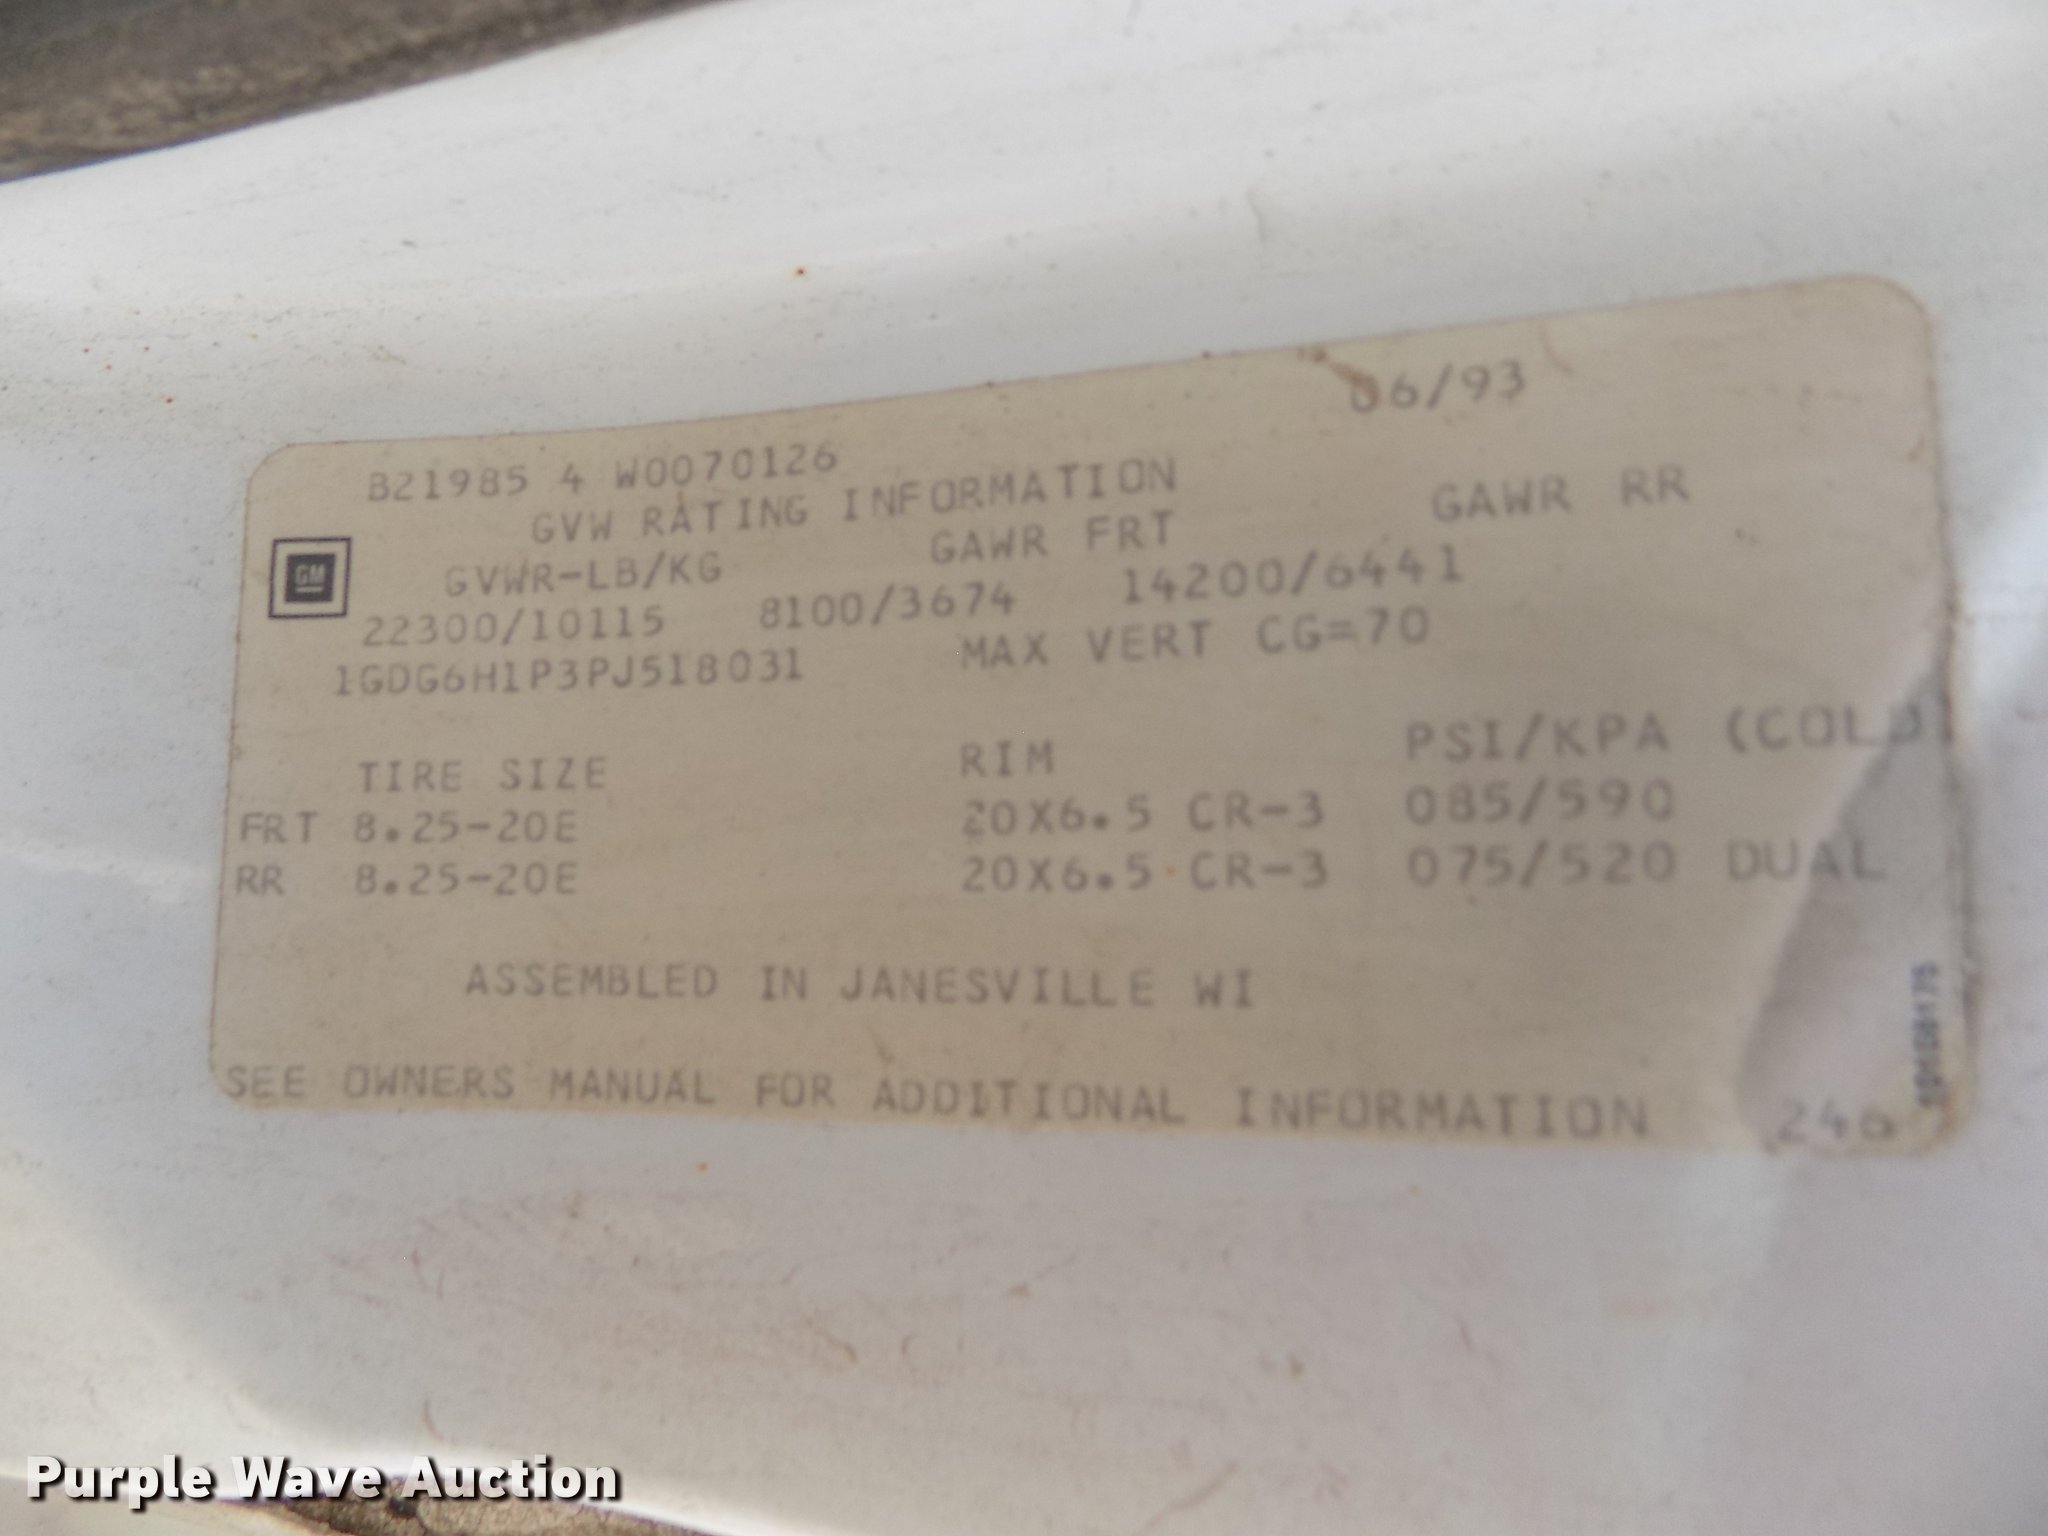 06/93
B21985 4 W0070126
GVW RATING INFORMATION
GVWR-LB/KG GAWR FRT GAWR RR
22300/10115 8100/3674 14200/6441
1GDG6H1P3PJ518031 MAX VERT CG=70
GM
TIRE SIZE RIM PSI/KPA (COLD)
FRT 8.25-20E 20X6.5 CR-3 085/590
RR 8.25-20E 20X6.5 CR-3 075/520 DUAL
ASSEMBLED IN JANESVILLE WI
SEE OWNERS MANUAL FOR ADDITIONAL INFORMATION 246
Purple Wave Auction